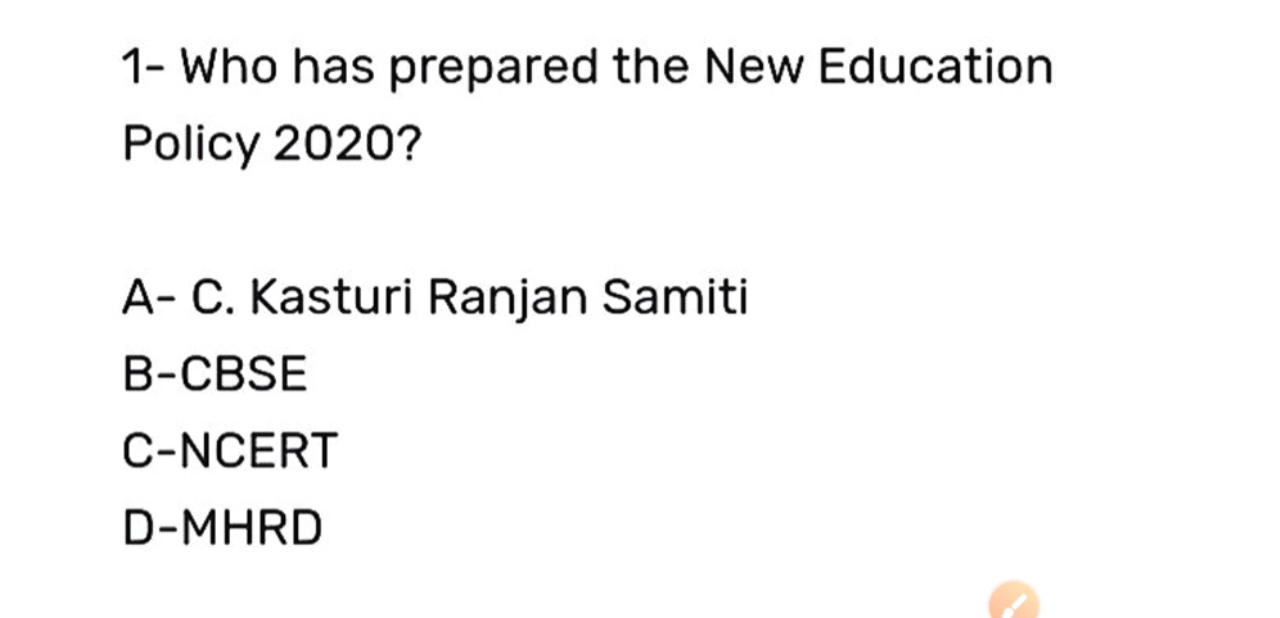 1- Who has prepared the New Education
Policy 2020?
A- C. Kasturi Ranjan Samiti
B-CBSE
C-NCERT
D-MHRD